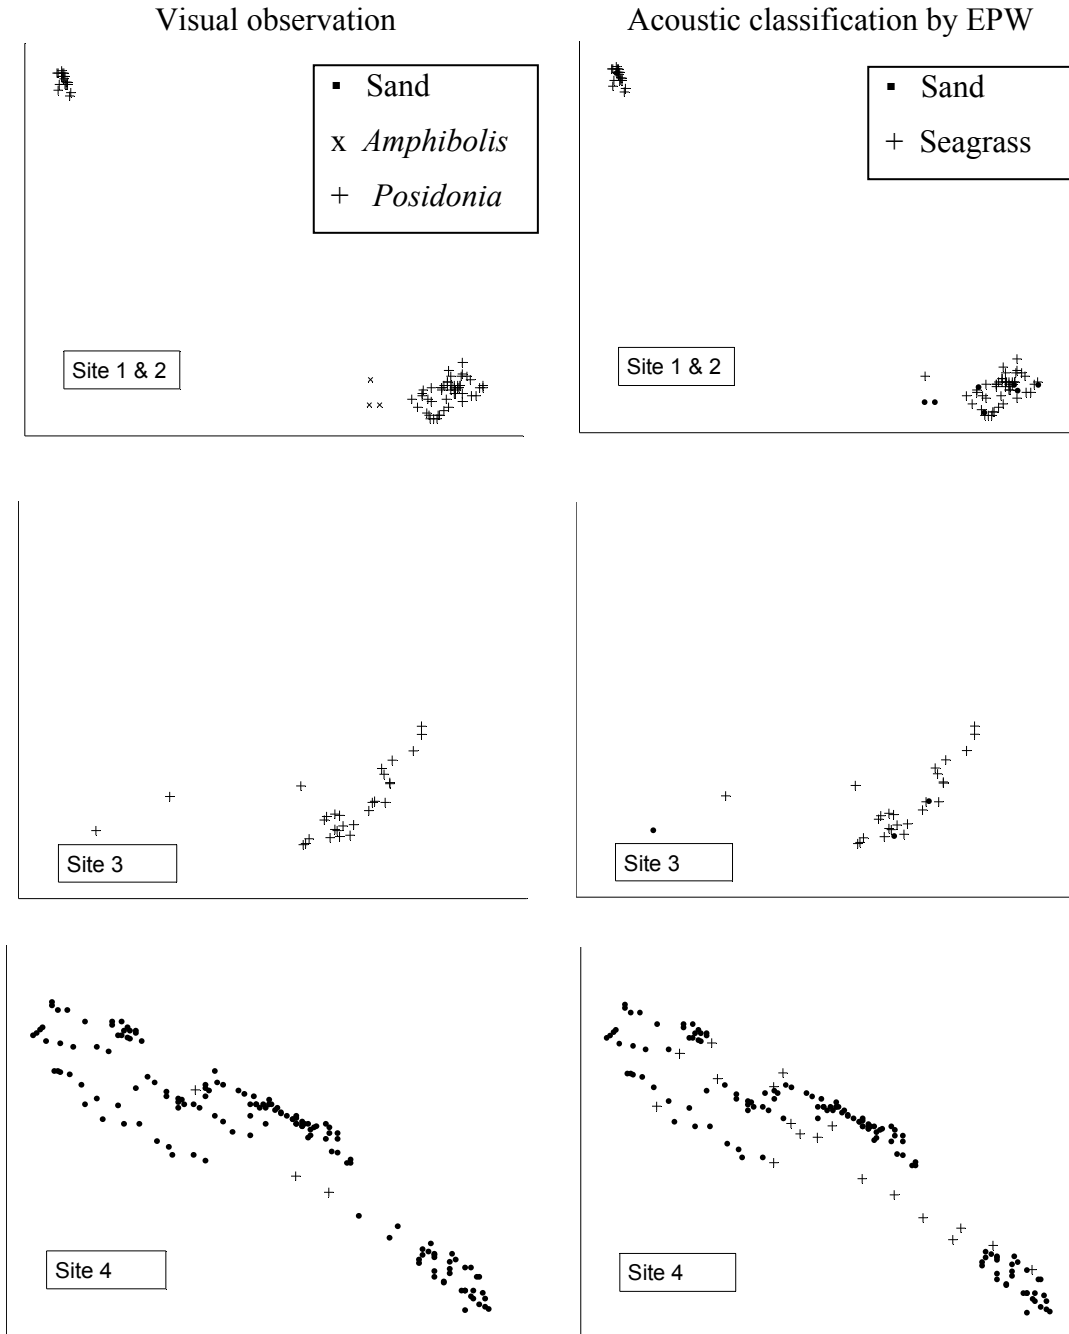 Visual observation
Acoustic classification by EPW
Sand
x Amphibolis
+ Posidonia
Sand
+ Seagrass
Site 1 & 2
Site 1 & 2
Site 3
Site 3
Site 4
Site 4